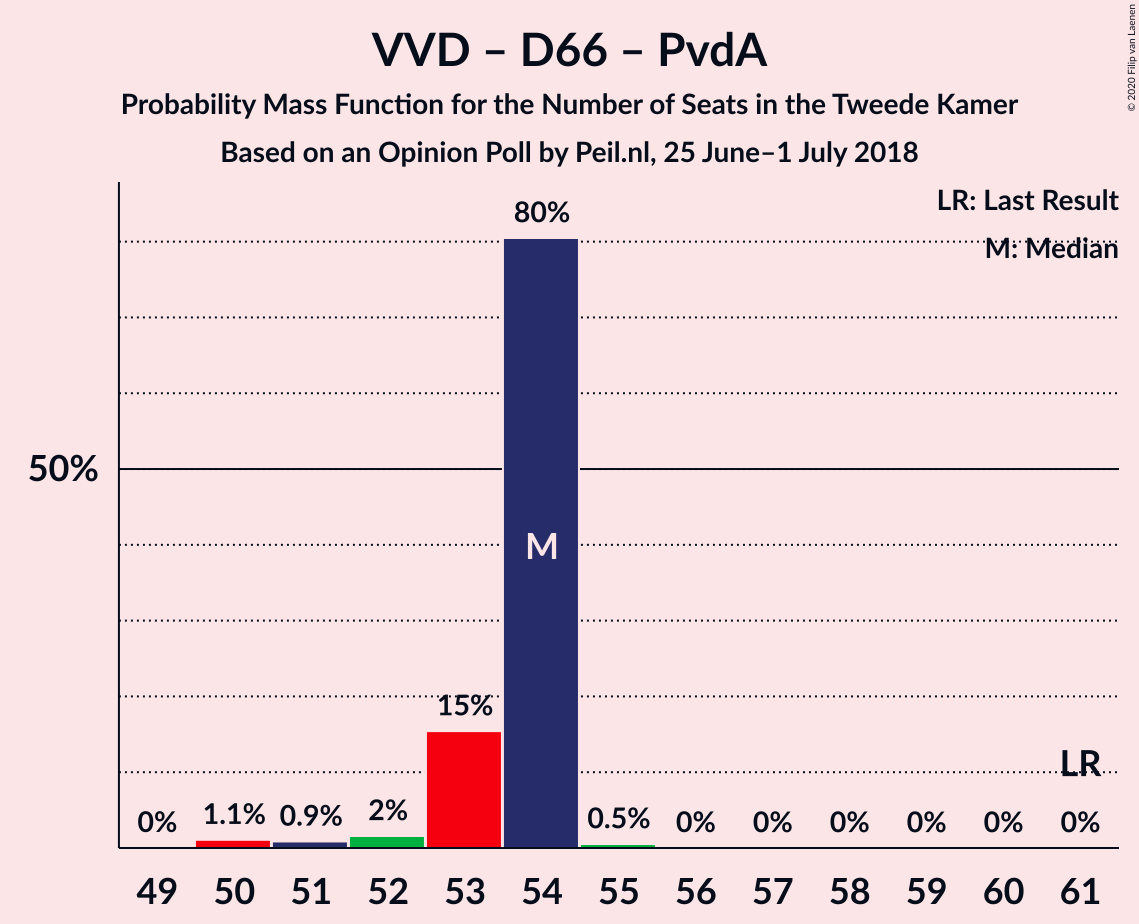 VVD – D66 – PvdA
Probability Mass Function for the Number of Seats in the Tweede Kamer
Based on an Opinion Poll by Peil.nl, 25 June–1 July 2018
© 2020 Filip van Laenen
LR: Last Result
M: Median
80%
50%
M
15%
LR
0% 1.1% 0.9% 2% 0.5% 0% 0% 0% 0% 0% 0%
49 50 51 52 53 54 55 56 57 58 59 60 61